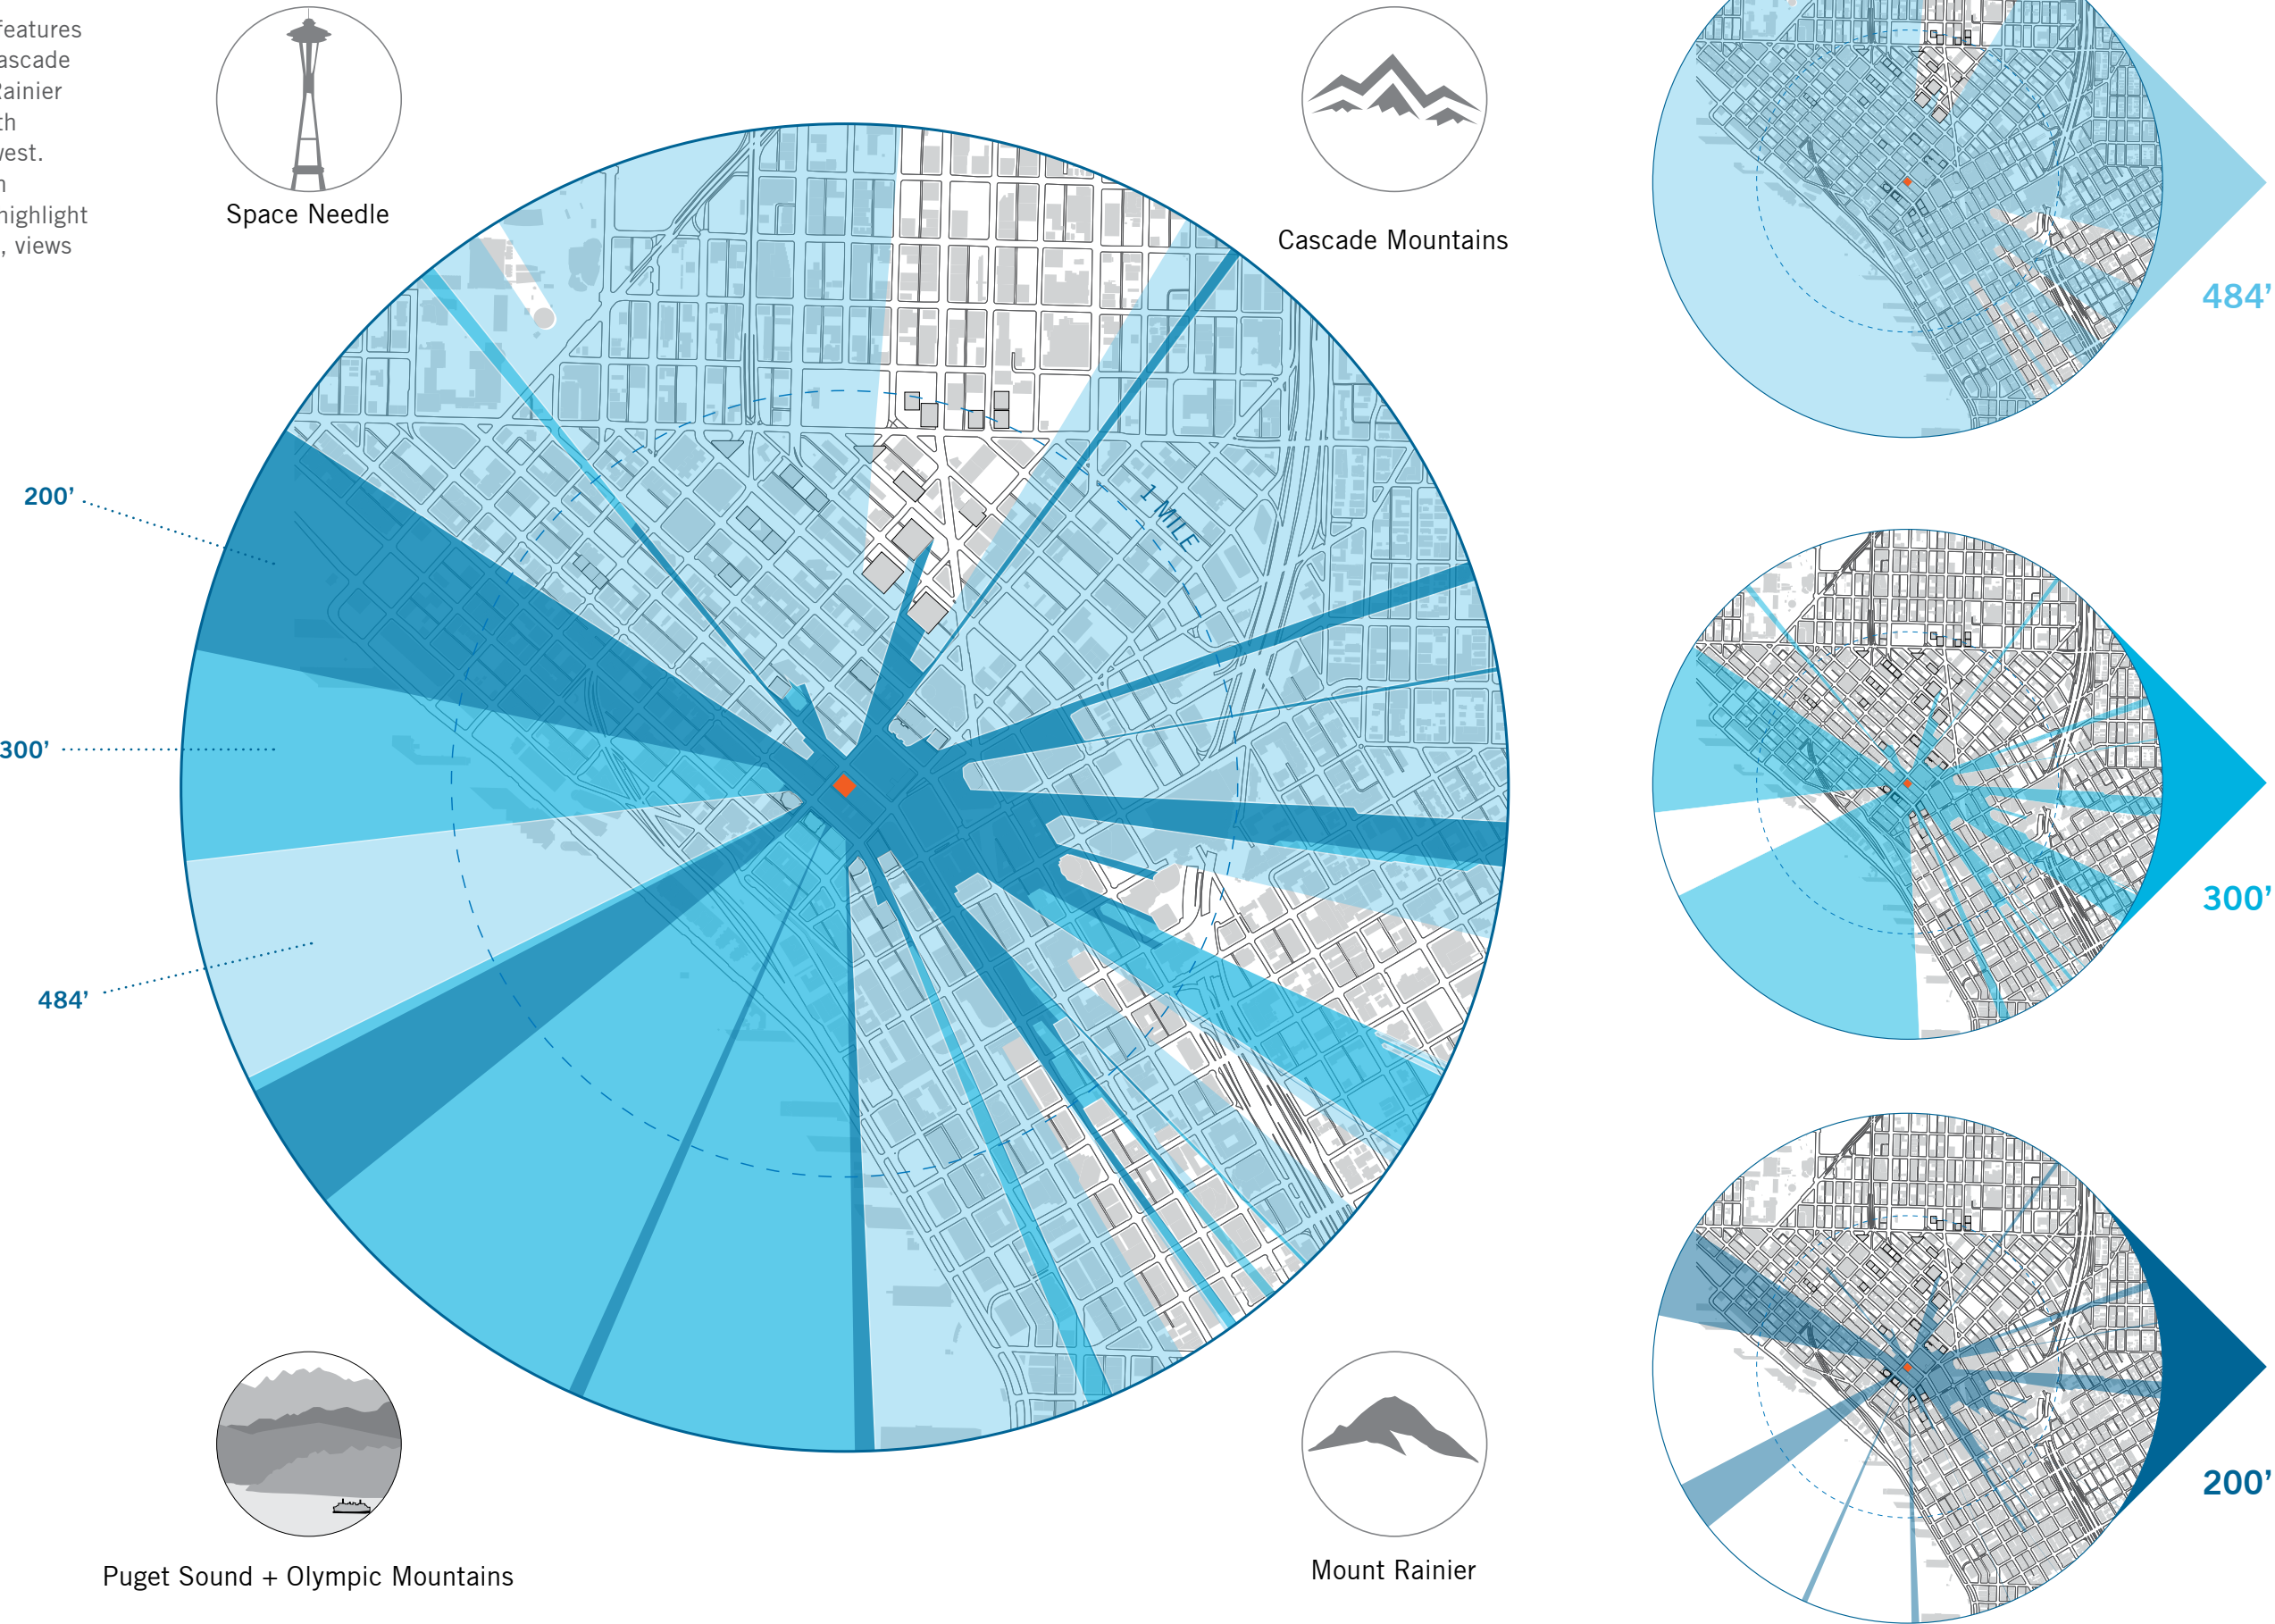 features
ascade
Rainier
th
west.
n
highlight
, views
Space Needle
Cascade Mountains
200’
300’
484’
1 MILE
Puget Sound + Olympic Mountains
Mount Rainier
484’
300’
200’